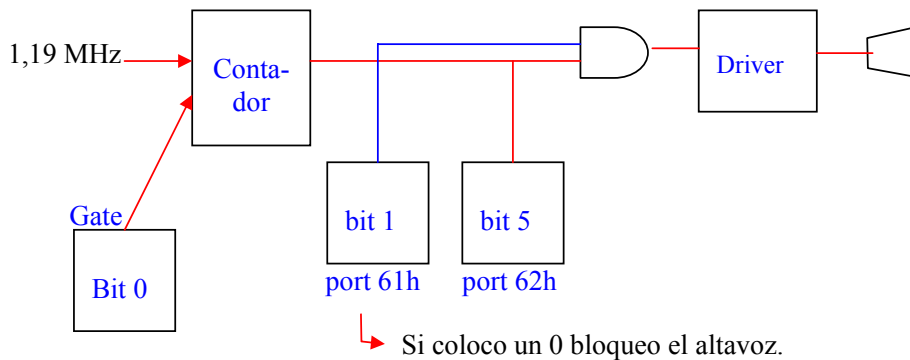 1,19 MHz
Conta-
dor
Driver
Gate
Bit 0
bit 1
port 61h
bit 5
port 62h
Si coloco un 0 bloqueo el altavoz.